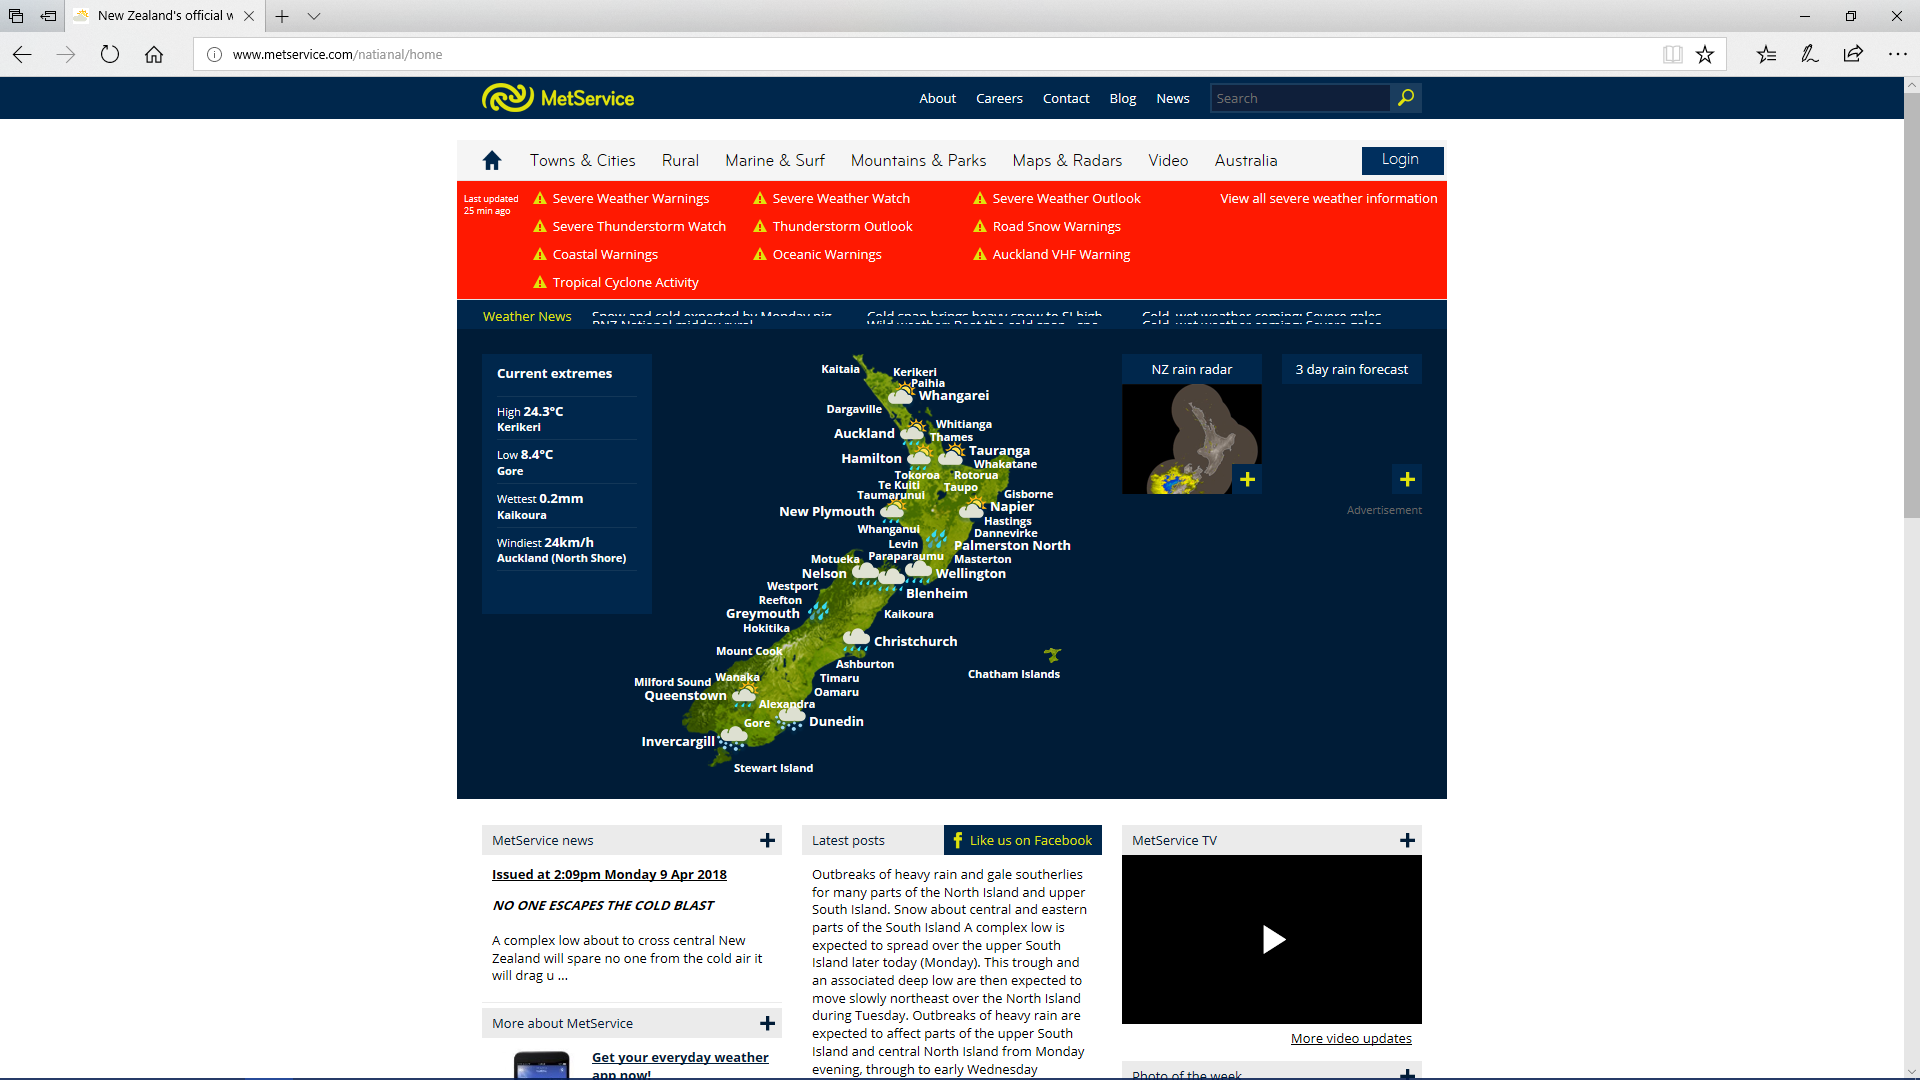 New Zealand's official w
www.metservice.com/natianal/home
MetService
About Careers Contact Blog News Search
Towns & Cities Rural Marine & Surf Mountains & Parks Maps & Radars Video Australia Login
Last updated
25 min ago
Severe Weather Warnings Severe Weather Watch Severe Weather Outlook View all severe weather information
Severe Thunderstorm Watch Thunderstorm Outlook Road Snow Warnings
Coastal Warnings Oceanic Warnings Auckland VHF Warning
Tropical Cyclone Activity
Weather News
Current extremes
High 24.3°C
Kerikeri
Low 8.4°C
Gore
Wettest 0.2mm
Kaikoura
Windiest 24km/h
Auckland (North Shore)
Kaitaia
Kerikeri
Paihia
Whangarei
Dargaville
Whitianga
Auckland
Thames
Tauranga
Hamilton
Whakatane
Tokoroa
Rotorua
Te Kuiti
Taupo
Taumarunui
Gisborne
Napier
New Plymouth
Hastings
Whanganui
Dannevirke
Levin
Palmerston North
Paraparaumu
Motueka
Masterton
Nelson
Wellington
Westport
Blenheim
Reefton
Greymouth
Kaikoura
Hokitika
Christchurch
Mount Cook
Ashburton
Chatham Islands
Wanaka
Timaru
Milford Sound
Oamaru
Queenstown
Alexandra
Gore
Dunedin
Invercargill
Stewart Island
NZ rain radar
3 day rain forecast
Advertisement
MetService news
Issued at 2:09pm Monday 9 Apr 2018
NO ONE ESCAPES THE COLD BLAST
A complex low about to cross central New
Zealand will spare no one from the cold air it
will drag u ...
More about MetService
Get your everyday weather
app now!
Latest posts
Like us on Facebook
Outbreaks of heavy rain and gale southerlies
for many parts of the North Island and upper
South Island. Snow about central and eastern
parts of the South Island A complex low is
expected to spread over the upper South
Island later today (Monday). This trough and
an associated deep low are then expected to
move slowly northeast over the North Island
during Tuesday. Outbreaks of heavy rain are
expected to affect parts of the upper South
Island and central North Island from Monday
evening, through to early Wednesday
MetService TV
More video updates
Photo of the week